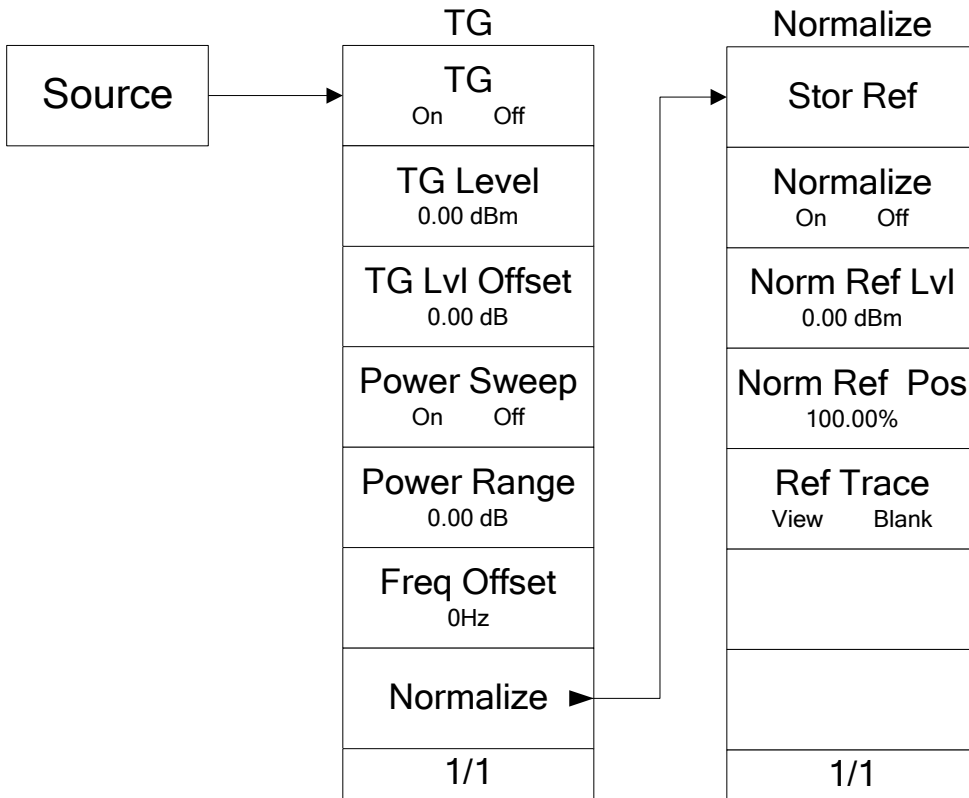 Source
TG
TG
On Off
TG Level
0.00 dBm
TG Lvl Offset
0.00 dB
Power Sweep
On Off
Power Range
0.00 dB
Freq Offset
0Hz
Normalize
1/1
Normalize
Stor Ref
Normalize
On Off
Norm Ref Lvl
0.00 dBm
Norm Ref Pos
100.00%
Ref Trace
View Blank
1/1